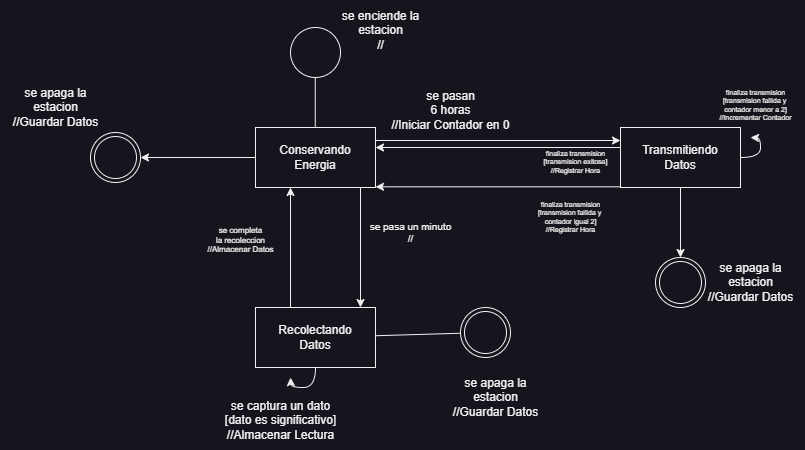 se enciende la
estacion
//
se apaga la
estacion
//Guardar Datos
se pasan
6 horas
//Iniciar Contador en 0
finaliza transmision
[transmision fallida y
contador menor a 2]
//Incrementar Contador
Conservando
Energia
finaliza transmision
[transmision exitosa]
//Registrar Hora
Transmitiendo
Datos
finaliza transmision
[transmision fallida y
contador igual 2]
//Registrar Hora
se completa
la recoleccion
//Almacenar Datos
se pasa un minuto
//
se apaga la
estacion
//Guardar Datos
Recolectando
Datos
se apaga la
estacion
//Guardar Datos
se captura un dato
[dato es significativo]
//Almacenar Lectura